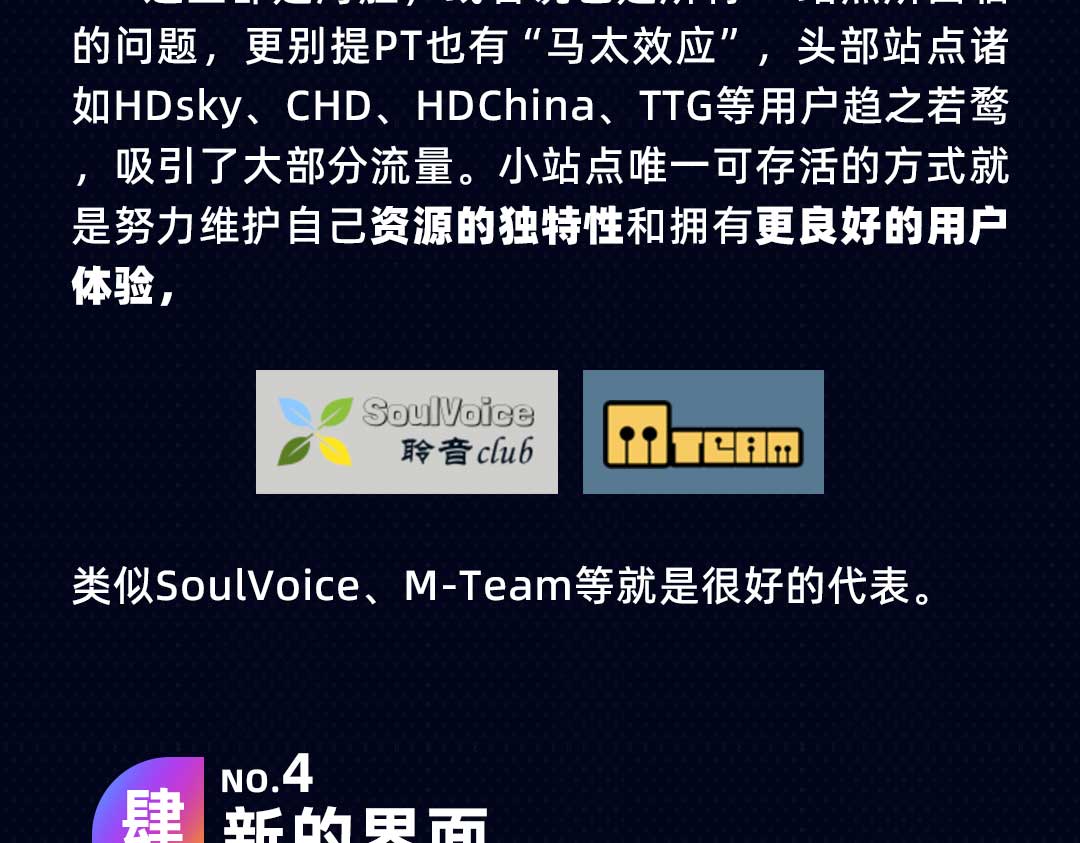 的问题，更别提PT也有“马太效应”，头部站点诸
如HDsky、CHD、HDChina、TTG等用户趋之若鹜
，吸引了大部分流量。小站点唯一可存活的方式就
是努力维护自己资源的独特性和拥有更良好的用户
体验，
SoulVoice
聆音club
M TEAM
类似SoulVoice、M-Team等就是很好的代表。
NO.4
肆
新的界面